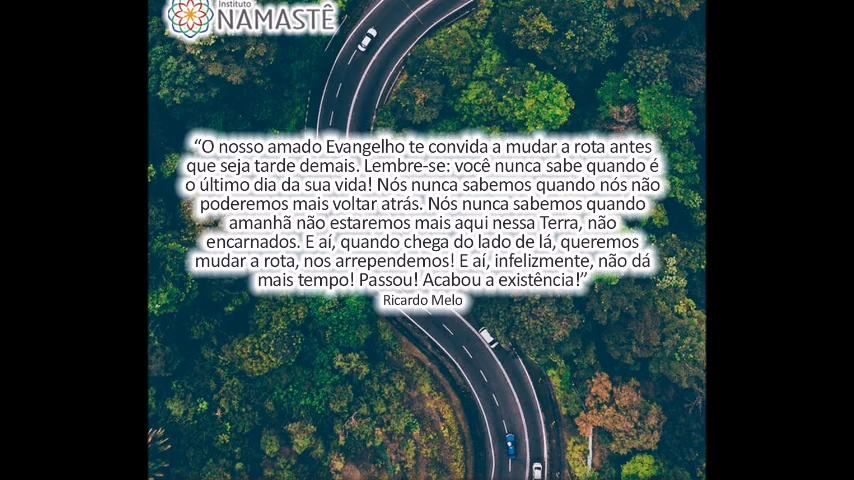 Instituto
NAMASTÊ
“O nosso amado Evangelho te convida a mudar a rota antes
que seja tarde demais. Lembre-se: você nunca sabe quando é
o último dia da sua vida! Nós nunca sabemos quando nós não
poderemos mais voltar atrás. Nós nunca sabemos quando
amanhã não estaremos mais aqui nessa Terra, não
encarnados. E aí, quando chega do lado de lá, queremos
mudar a rota, nos arrependemos! E aí, infelizmente, não dá
mais tempo! Passou! Acabou a existência!”
Ricardo Melo